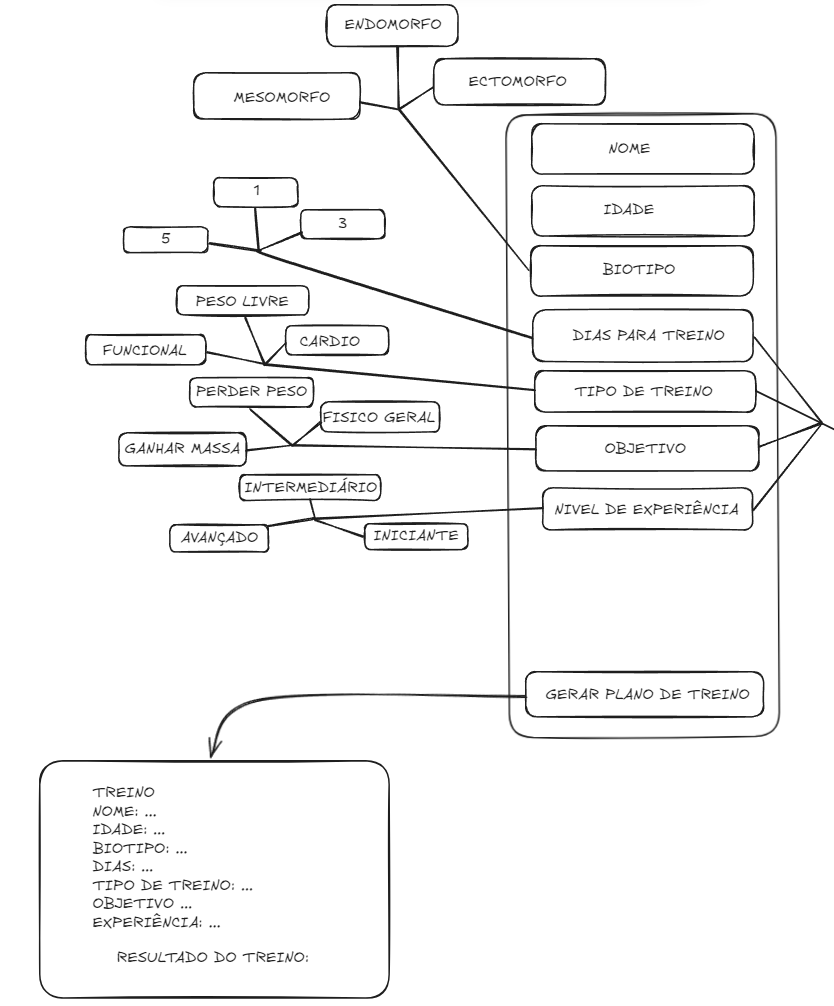 ENDOMORFO
MESOMORFO
ECTOMORFO
NOME
IDADE
BIOTIPO
1
3
5
DIAS PARA TREINO
PESO LIVRE
CARDIO
FUNCIONAL
TIPO DE TREINO
PERDER PESO
FISICO GERAL
GANHAR MASSA
OBJETIVO
INTERMEDIÁRIO
AVANÇADO
INICIANTE
NIVEL DE EXPERIÊNCIA
GERAR PLANO DE TREINO
TREINO
NOME: ...
IDADE: ...
BIOTIPO: ...
DIAS: ...
TIPO DE TREINO: ...
OBJETIVO ...
EXPERIÊNCIA: ...
RESULTADO DO TREINO: